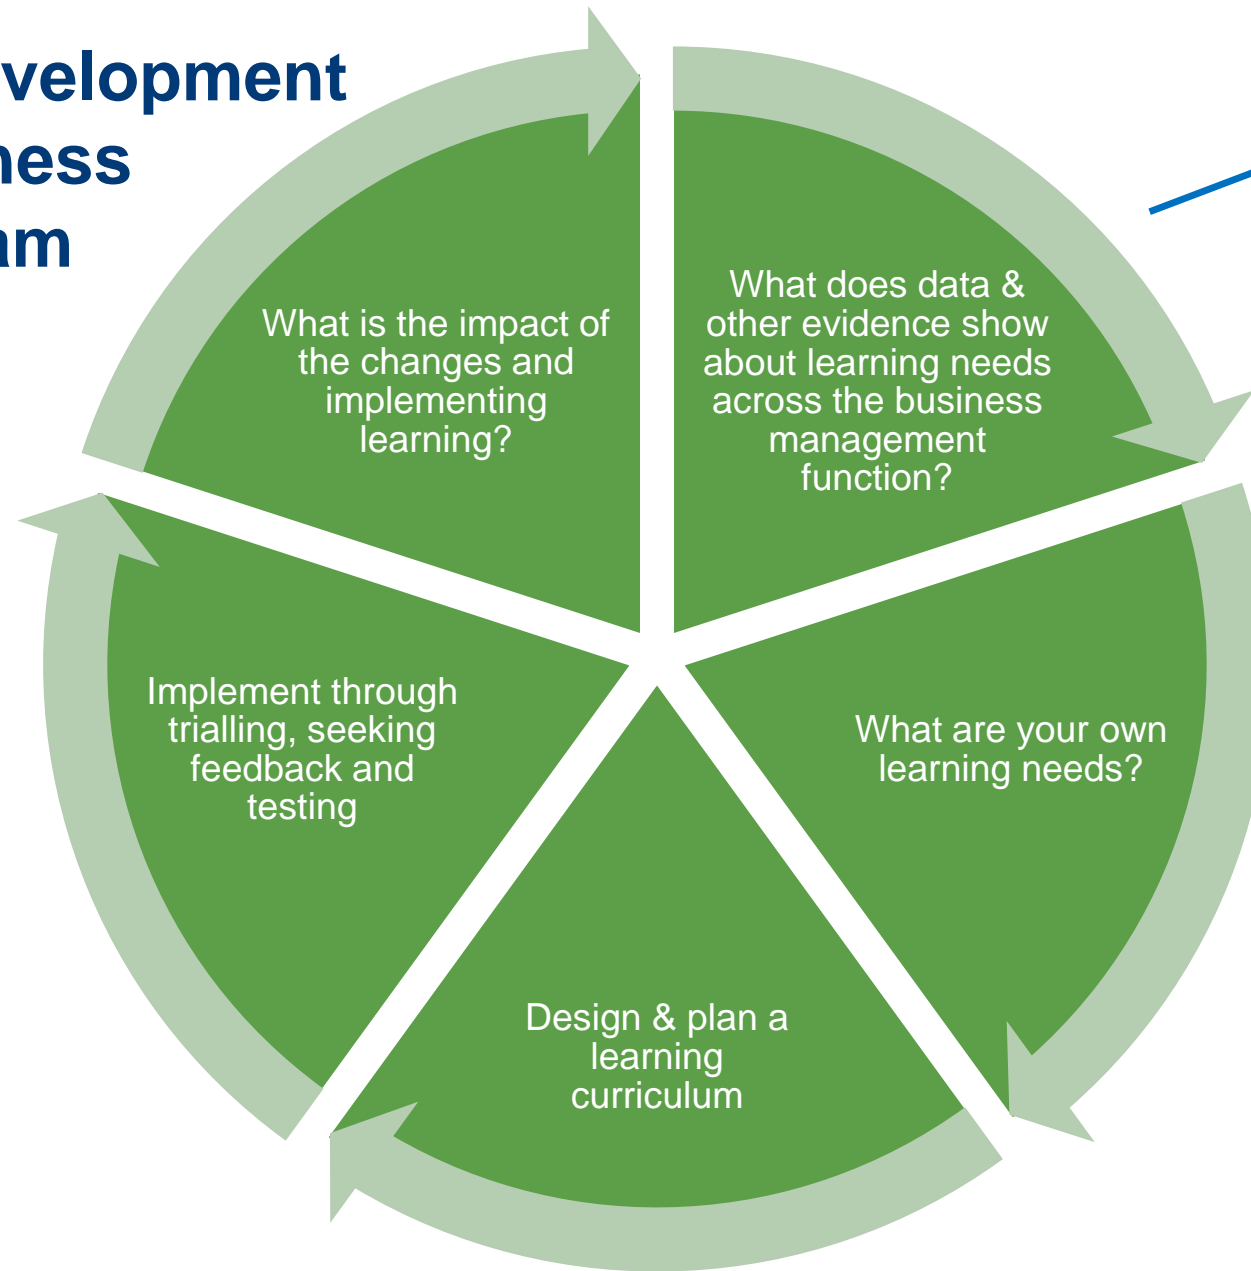 velopment
ness
am
What does data &
other evidence show
about learning needs
across the business
management
function?
What are your own
learning needs?
Design & plan a
learning
curriculum
Implement through
trialling, seeking
feedback and
testing
What is the impact of
the changes and
implementing
learning?